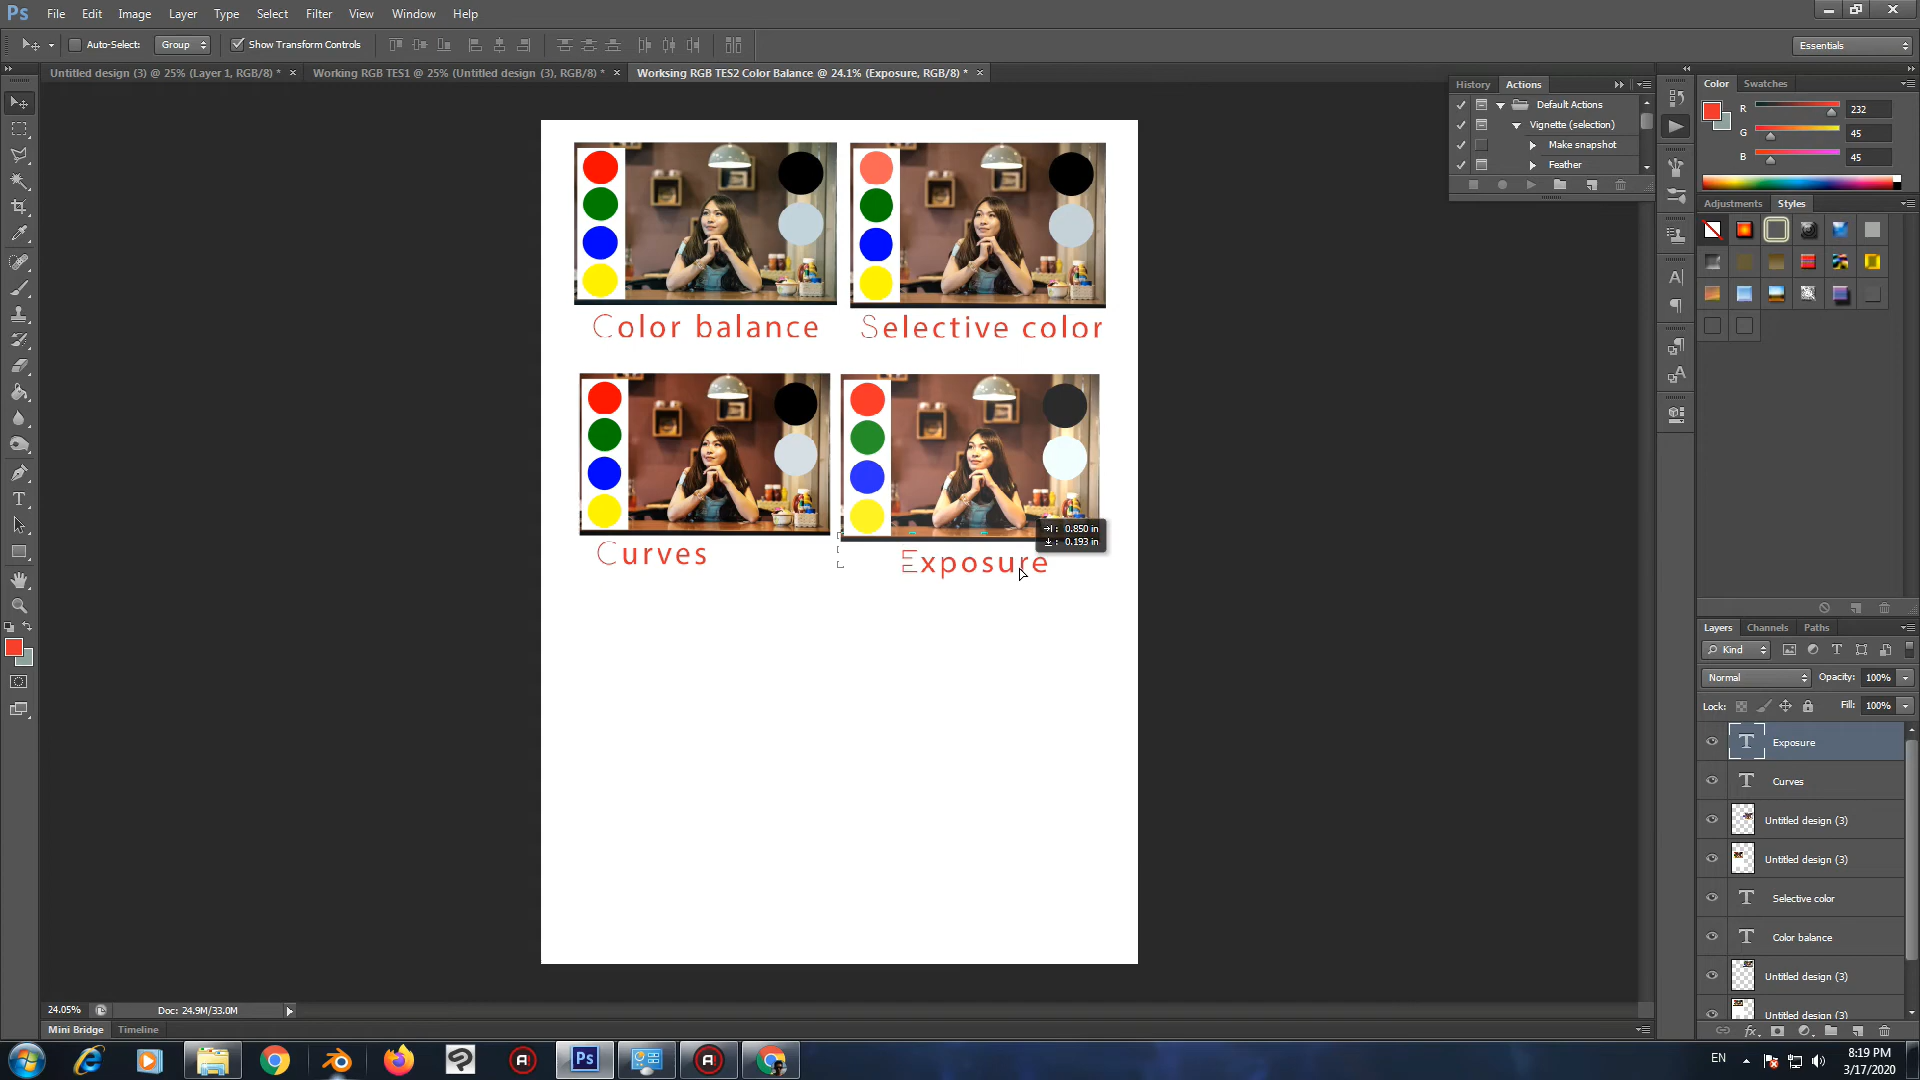 Ps File Edit Image Layer Type Select Filter View Window Help
Auto-Select: Group Show Transform Controls Essentials
Untitled design (3) @ 25% (Layer 1, RGB/8) * × Working RGB TES1 @ 25% (Untitled design (3), RGB/8) * × Worksing RGB TES2 Color Balance @ 24.1% (Exposure, RGB/8) * ×
History Actions
Default Actions
Vignette (selection)
Make snapshot
Feather
Color Swatches
R 232
G 45
B 45
Adjustments Styles
Color balance Selective color
0.850 in
0.193 in
Curves Exposure
Layers Channels Paths
Kind
Normal Opacity: 100%
Lock: Fill: 100%
Exposure
Curves
Untitled design (3)
Untitled design (3)
Selective color
Color balance
Untitled design (3)
Untitled design (3)
24.05% Doc: 24.9M/33.0M
Mini Bridge Timeline
Ps EN 8:19 PM
3/17/2020